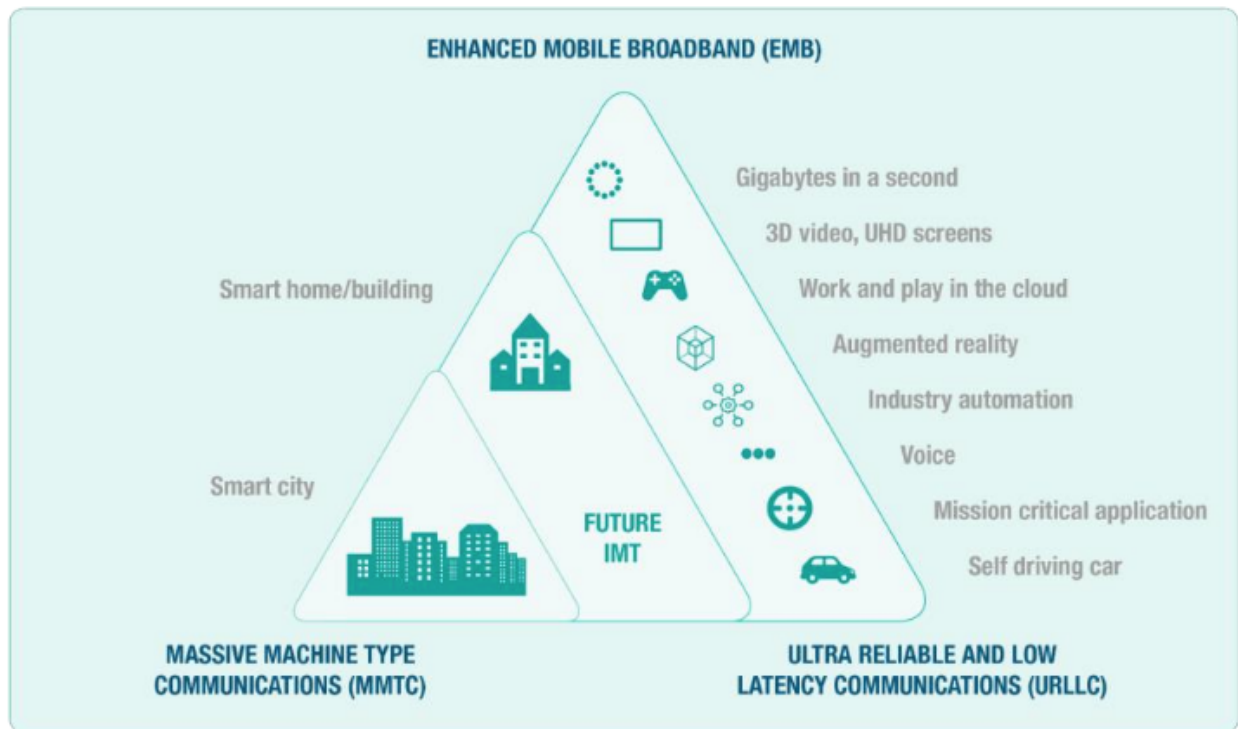 ENHANCED MOBILE BROADBAND (EMB)
Gigabytes in a second
3D video, UHD screens
Smart home/building
Work and play in the cloud
Augmented reality
Industry automation
Voice
Smart city
Mission critical application
FUTURE
IMT
Self driving car
MASSIVE MACHINE TYPE
COMMUNICATIONS (MMTC)
ULTRA RELIABLE AND LOW
LATENCY COMMUNICATIONS (URLLC)